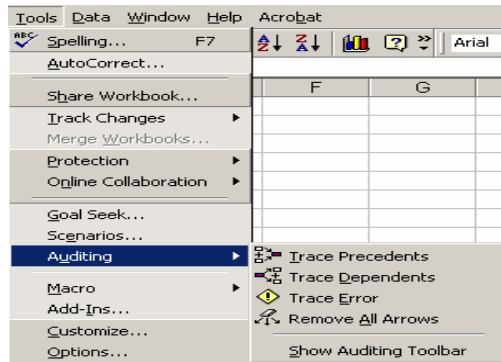 Tools Data Window Help Acrobat
ABC Spelling... F7
Arial
AutoCorrect...
Share Workbook...
F G
Track Changes
Merge Workbooks...
Protection
Online Collaboration
Goal Seek...
Scenarios...
Auditing
Trace Precedents
Trace Dependents
Macro
Trace Error
Add-Ins...
Remove All Arrows
Customize...
Options...
Show Auditing Toolbar